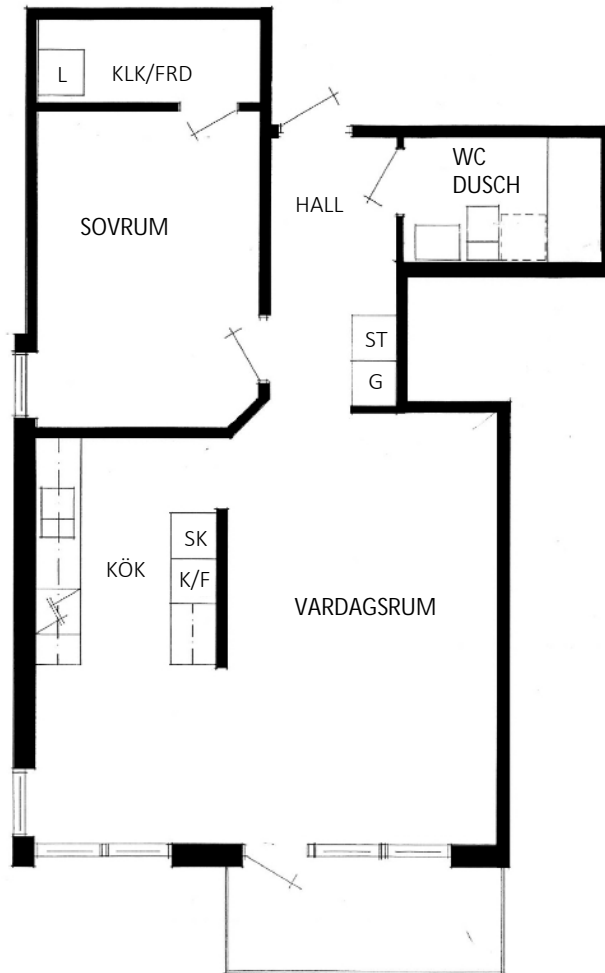 L
KLK/FRD
WC
DUSCH
HALL
SOVRUM
ST
G
SK
KÖK
K/F
VARDAGSRUM